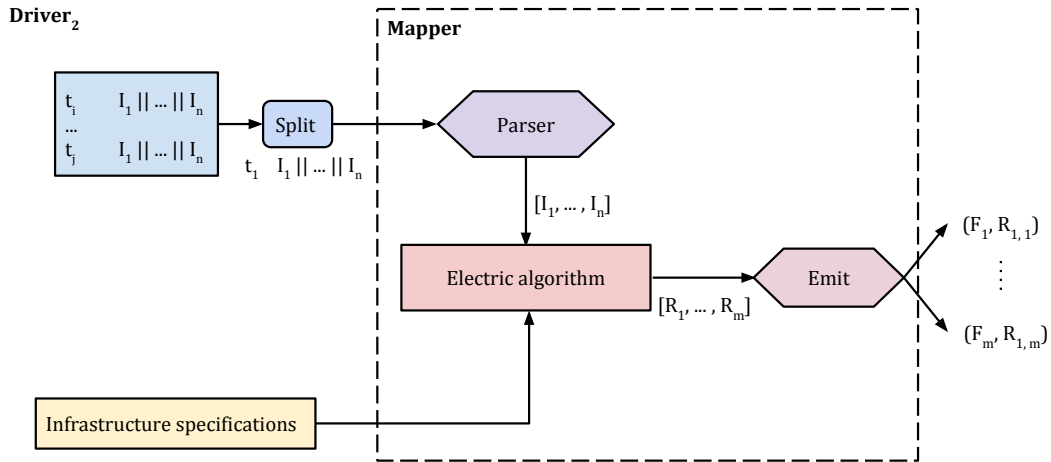 Driver₂
Mapper
tᵢ I₁ || ... || Iₙ
...
tⱼ I₁ || ... || Iₙ
Split
t₁ I₁ || ... || Iₙ
Parser
[I₁, ... , Iₙ]
Electric algorithm
[R₁, ... , Rₘ]
Emit
(F₁, R₁,₁)
⋮
(Fₘ, R₁,ₘ)
Infrastructure specifications